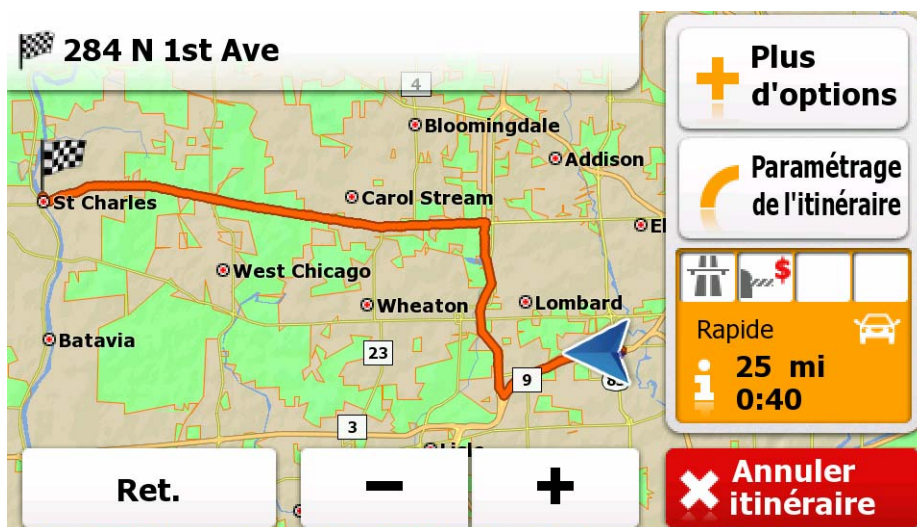 284 N 1st Ave
4
Bloomingdale
Addison
St Charles
Carol Stream
West Chicago
Wheaton
Lombard
Batavia
23
9
3
Plus
d'options
Paramétrage
de l'itinéraire
$
Rapide
25 mi
0:40
Ret.
−
+
Annuler
itinéraire